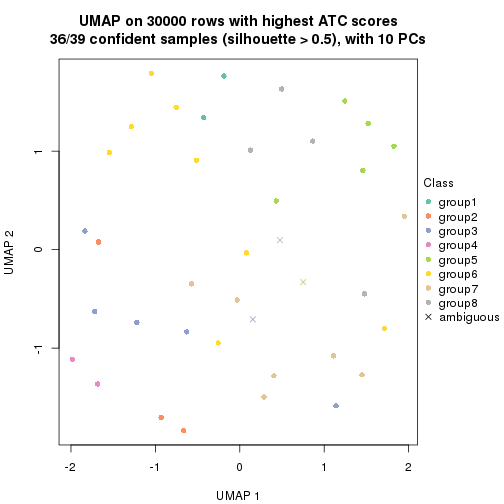 UMAP on 30000 rows with highest ATC scores
36/39 confident samples (silhouette > 0.5), with 10 PCs
UMAP 2
1
0
-1
-2
-1
0
1
2
UMAP 1
Class
group1
group2
group3
group4
group5
group6
group7
group8
ambiguous